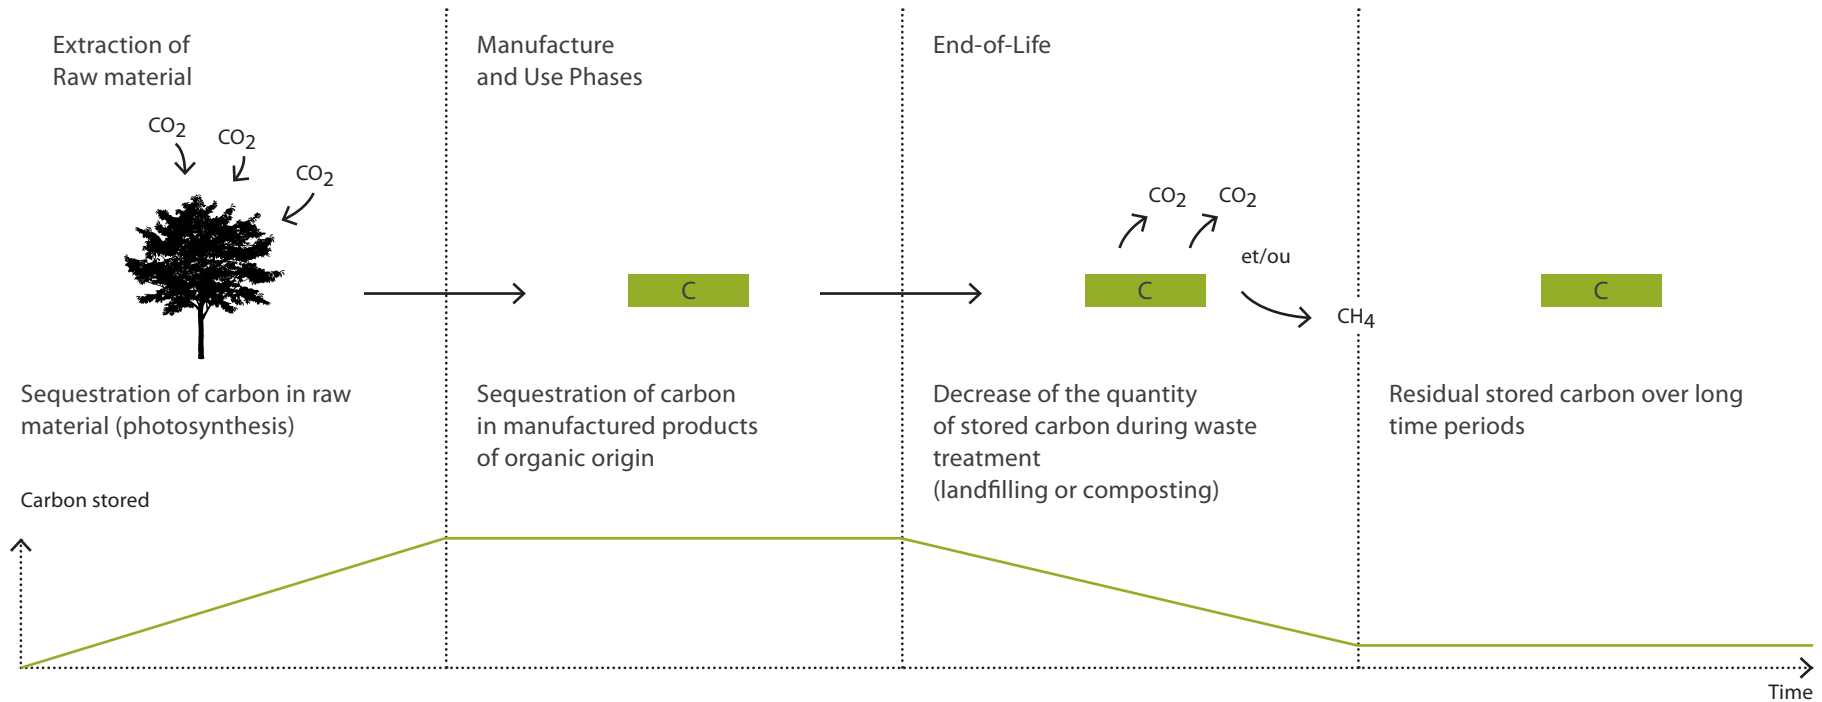 Extraction of
Raw material
CO2
CO2
CO2
Sequestration of carbon in raw
material (photosynthesis)
Manufacture
and Use Phases
C
Sequestration of carbon
in manufactured products
of organic origin
End-of-Life
CO2
CO2
et/ou
C
CH4
Decrease of the quantity
of stored carbon during waste
treatment
(landfilling or composting)
C
Residual stored carbon over long
time periods
Carbon stored
Time